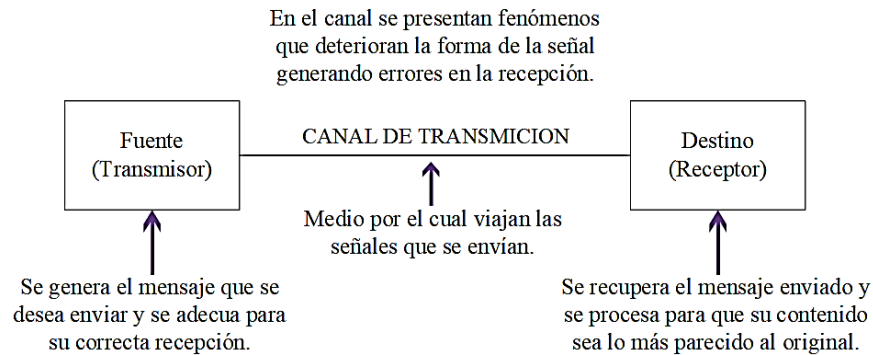 En el canal se presentan fenómenos
que deterioran la forma de la señal
generando errores en la recepción.
Fuente
(Transmisor)
CANAL DE TRANSMICION
Destino
(Receptor)
Medio por el cual viajan las
señales que se envían.
Se genera el mensaje que se
desea enviar y se adecua para
su correcta recepción.
Se recupera el mensaje enviado y
se procesa para que su contenido
sea lo más parecido al original.